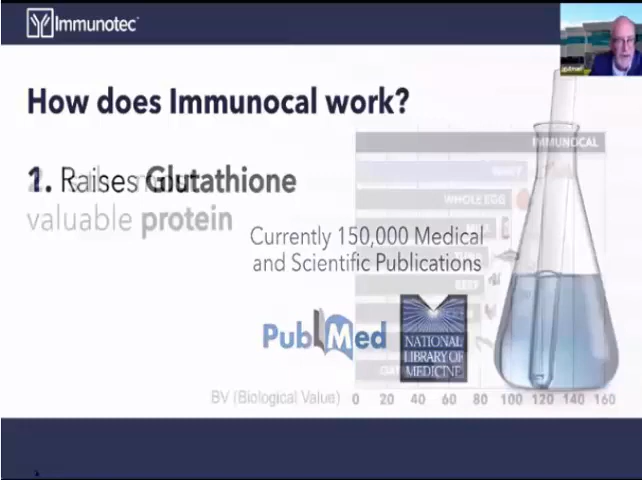 Immunotec
How does Immunocal work?
1. Raises Glutathione
valuable protein
Currently 150,000 Medical
and Scientific Publications
PubMed
NATIONAL
LIBRARY OF
MEDICINE
IMMUNOCAL
WHEY
WHOLE EGG
BEEF
BV (Biological Value)
0 20 40 60 80 100 120 140 160